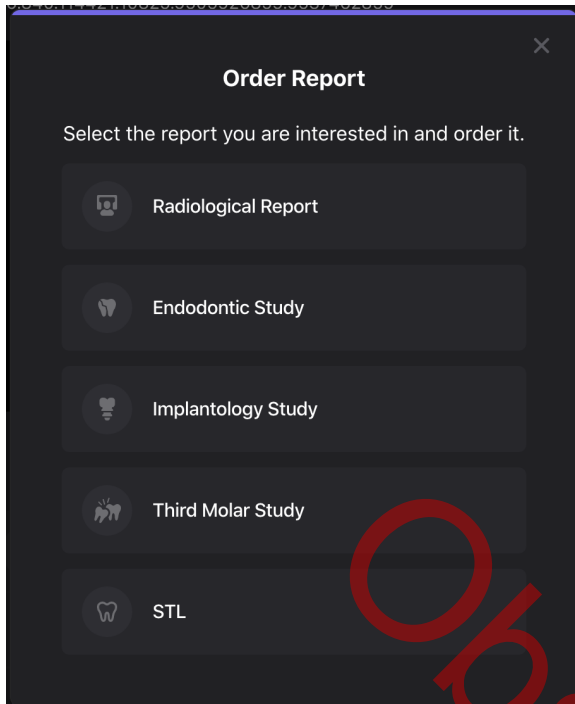 Order Report
Select the report you are interested in and order it.
Radiological Report
Endodontic Study
Implantology Study
Third Molar Study
STL